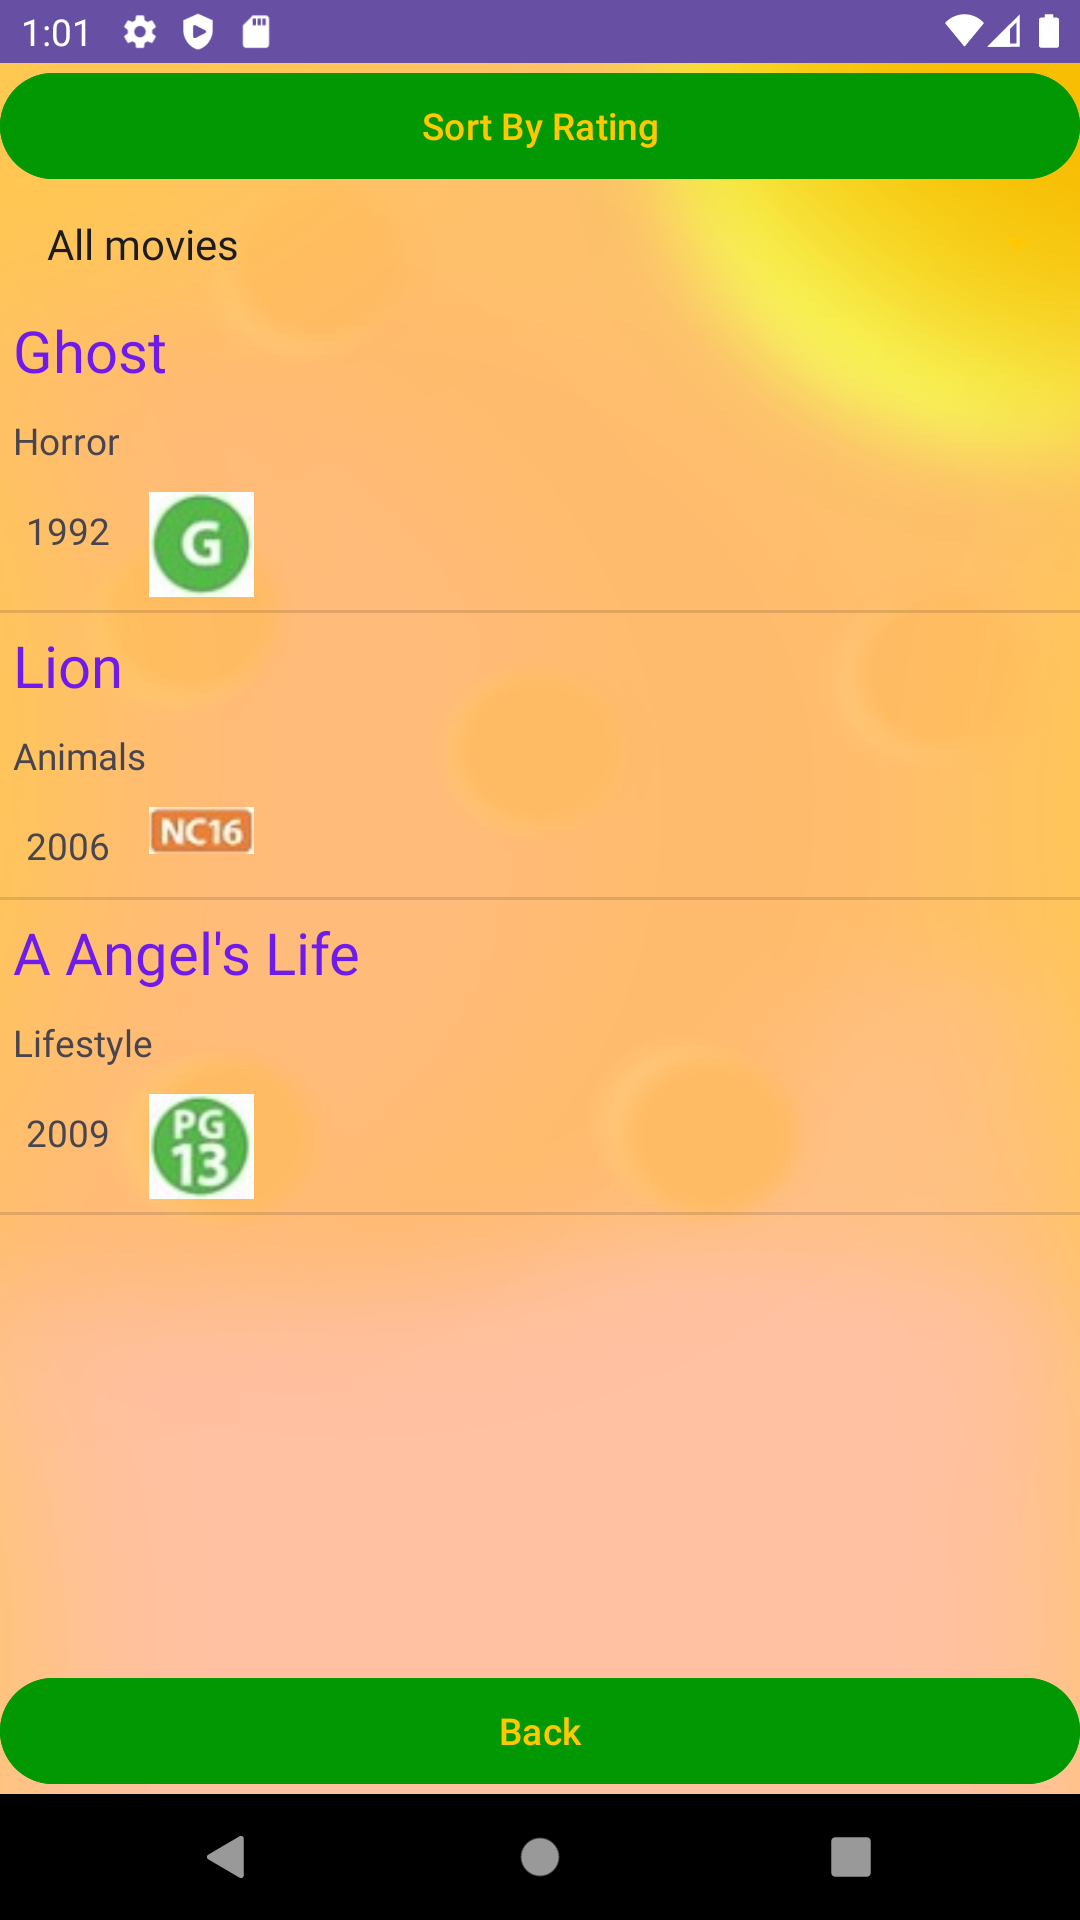 1:01
Sort By Rating
All movies
Ghost
Horror
1992
G
Lion
Animals
2006
NC16
A Angel's Life
Lifestyle
2009
PG
13
Back